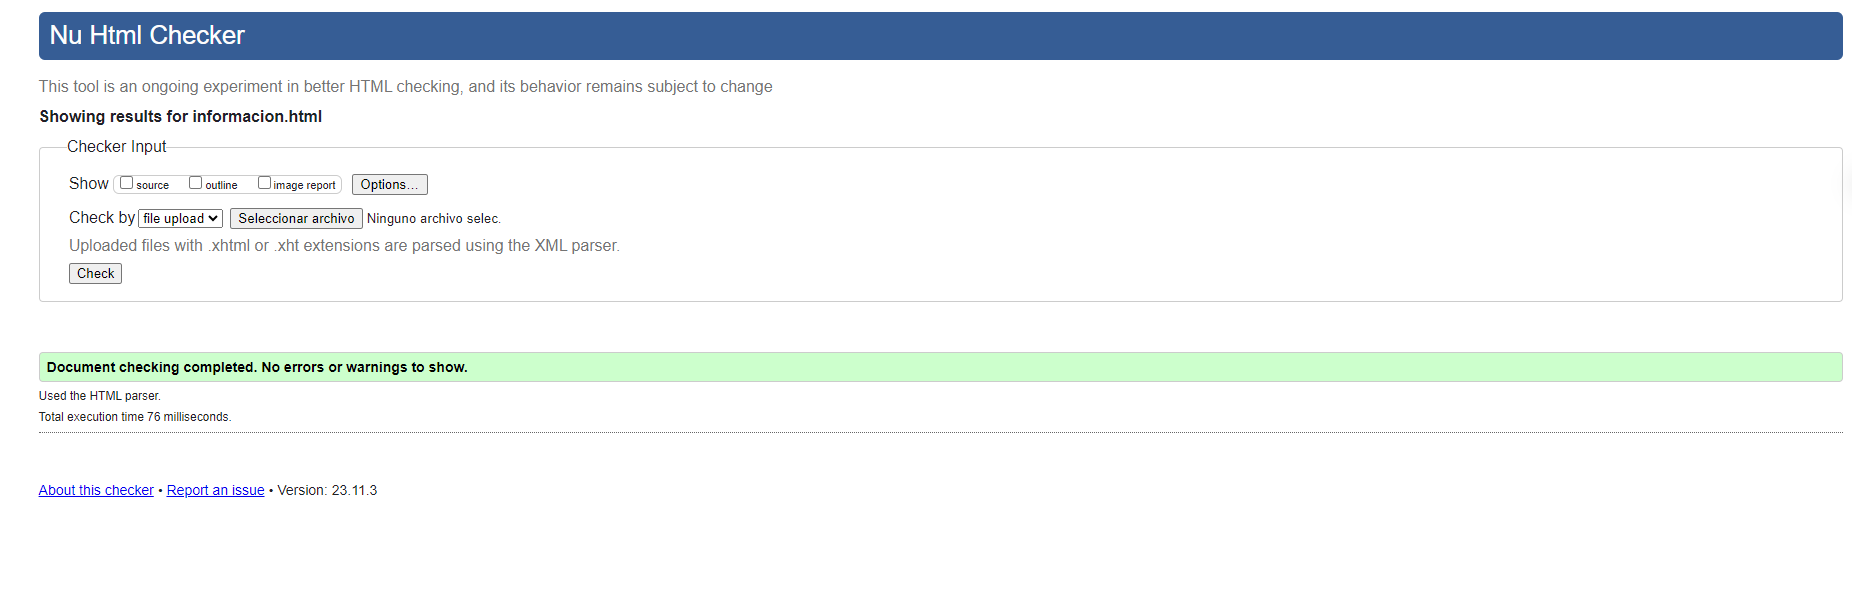 Nu Html Checker
This tool is an ongoing experiment in better HTML checking, and its behavior remains subject to change
Showing results for informacion.html
Checker Input
Show source outline image report Options...
Check by file upload Seleccionar archivo Ninguno archivo selec.
Uploaded files with .xhtml or .xht extensions are parsed using the XML parser.
Check
Document checking completed. No errors or warnings to show.
Used the HTML parser.
Total execution time 76 milliseconds.
About this checker • Report an issue • Version: 23.11.3